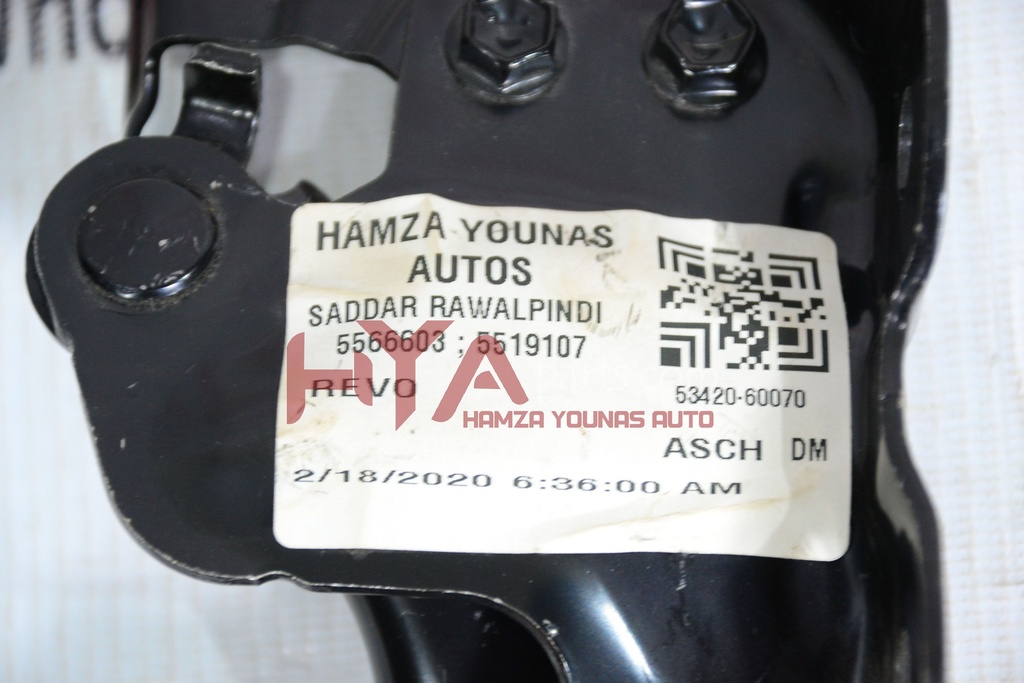 HAMZA YOUNAS
AUTOS
SADDAR RAWALPINDI
5566603 ; 5519107
REVO
53420-60070
ASCH DM
2/18/2020 6:36:00 AM
HYA
HAMZA YOUNAS AUTO